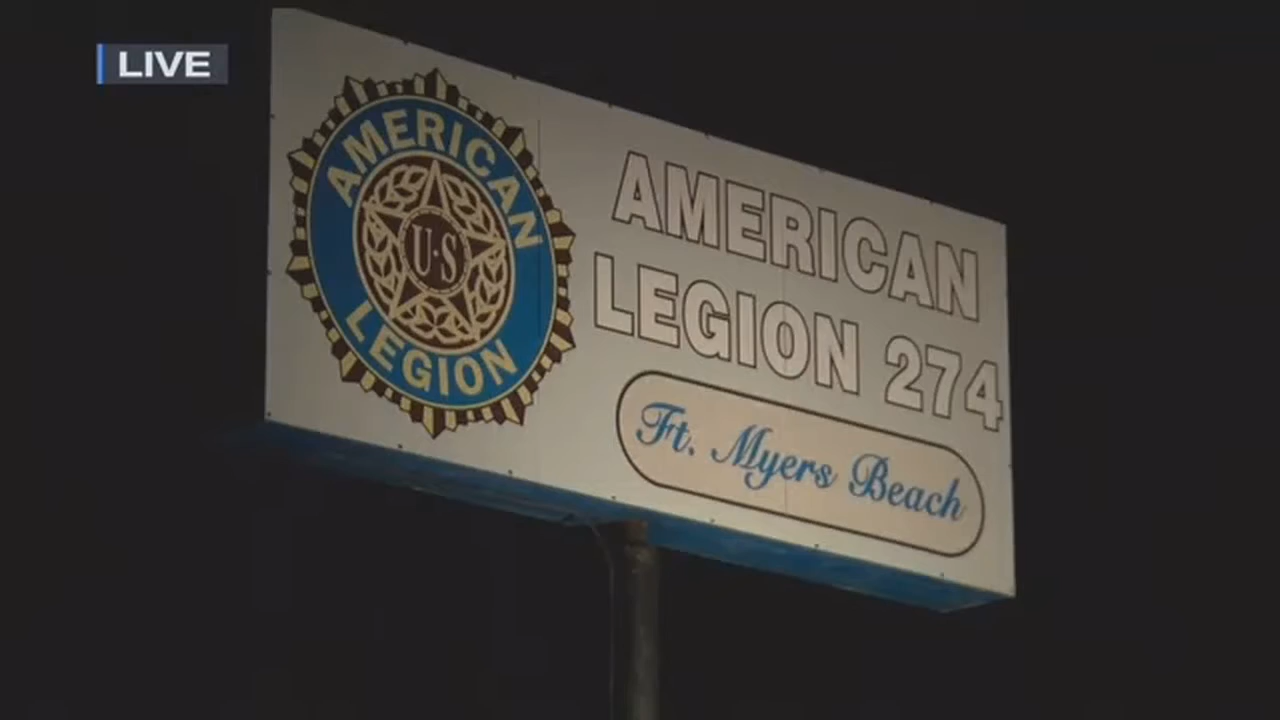 LIVE
AMERICAN
LEGION
U·S
AMERICAN
LEGION 274
Ft. Myers Beach